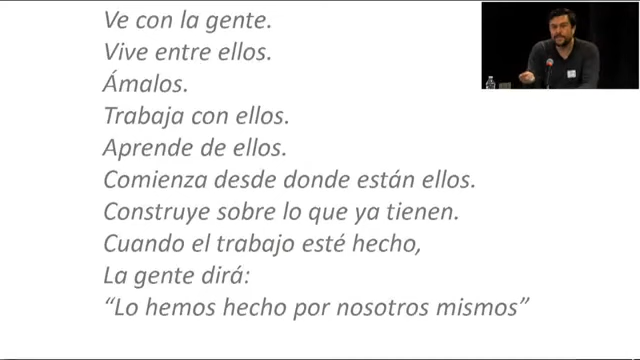 Ve con la gente.
Vive entre ellos.
Ámalos.
Trabaja con ellos.
Aprende de ellos.
Comienza desde donde están ellos.
Construye sobre lo que ya tienen.
Cuando el trabajo esté hecho,
La gente dirá:
“Lo hemos hecho por nosotros mismos”